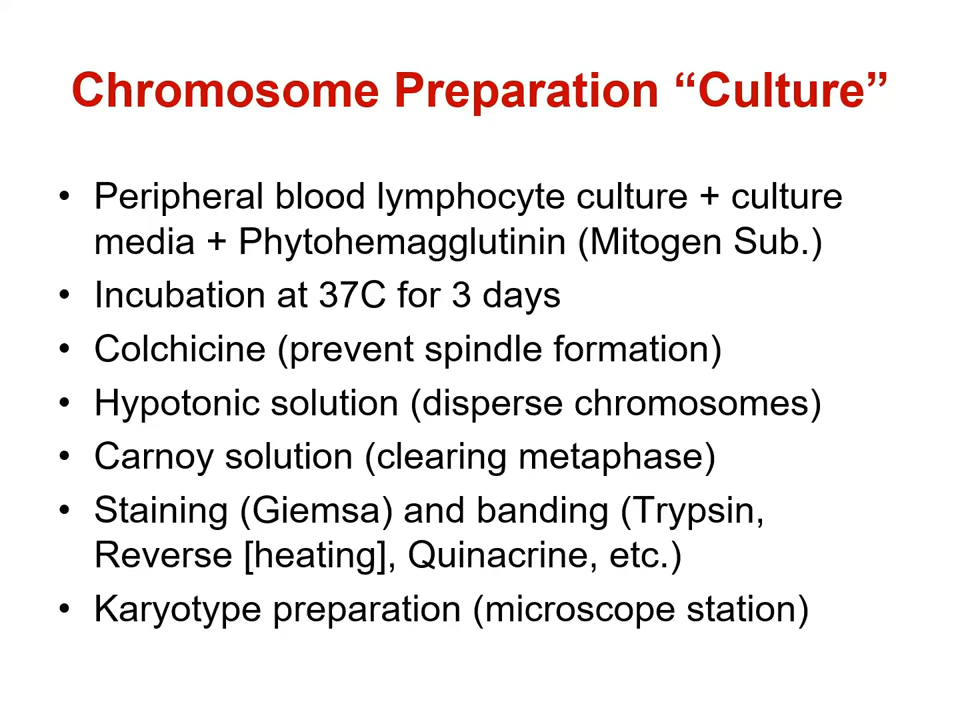 Chromosome Preparation “Culture”
• Peripheral blood lymphocyte culture + culture
media + Phytohemagglutinin (Mitogen Sub.)
• Incubation at 37C for 3 days
• Colchicine (prevent spindle formation)
• Hypotonic solution (disperse chromosomes)
• Carnoy solution (clearing metaphase)
• Staining (Giemsa) and banding (Trypsin,
Reverse [heating], Quinacrine, etc.)
• Karyotype preparation (microscope station)